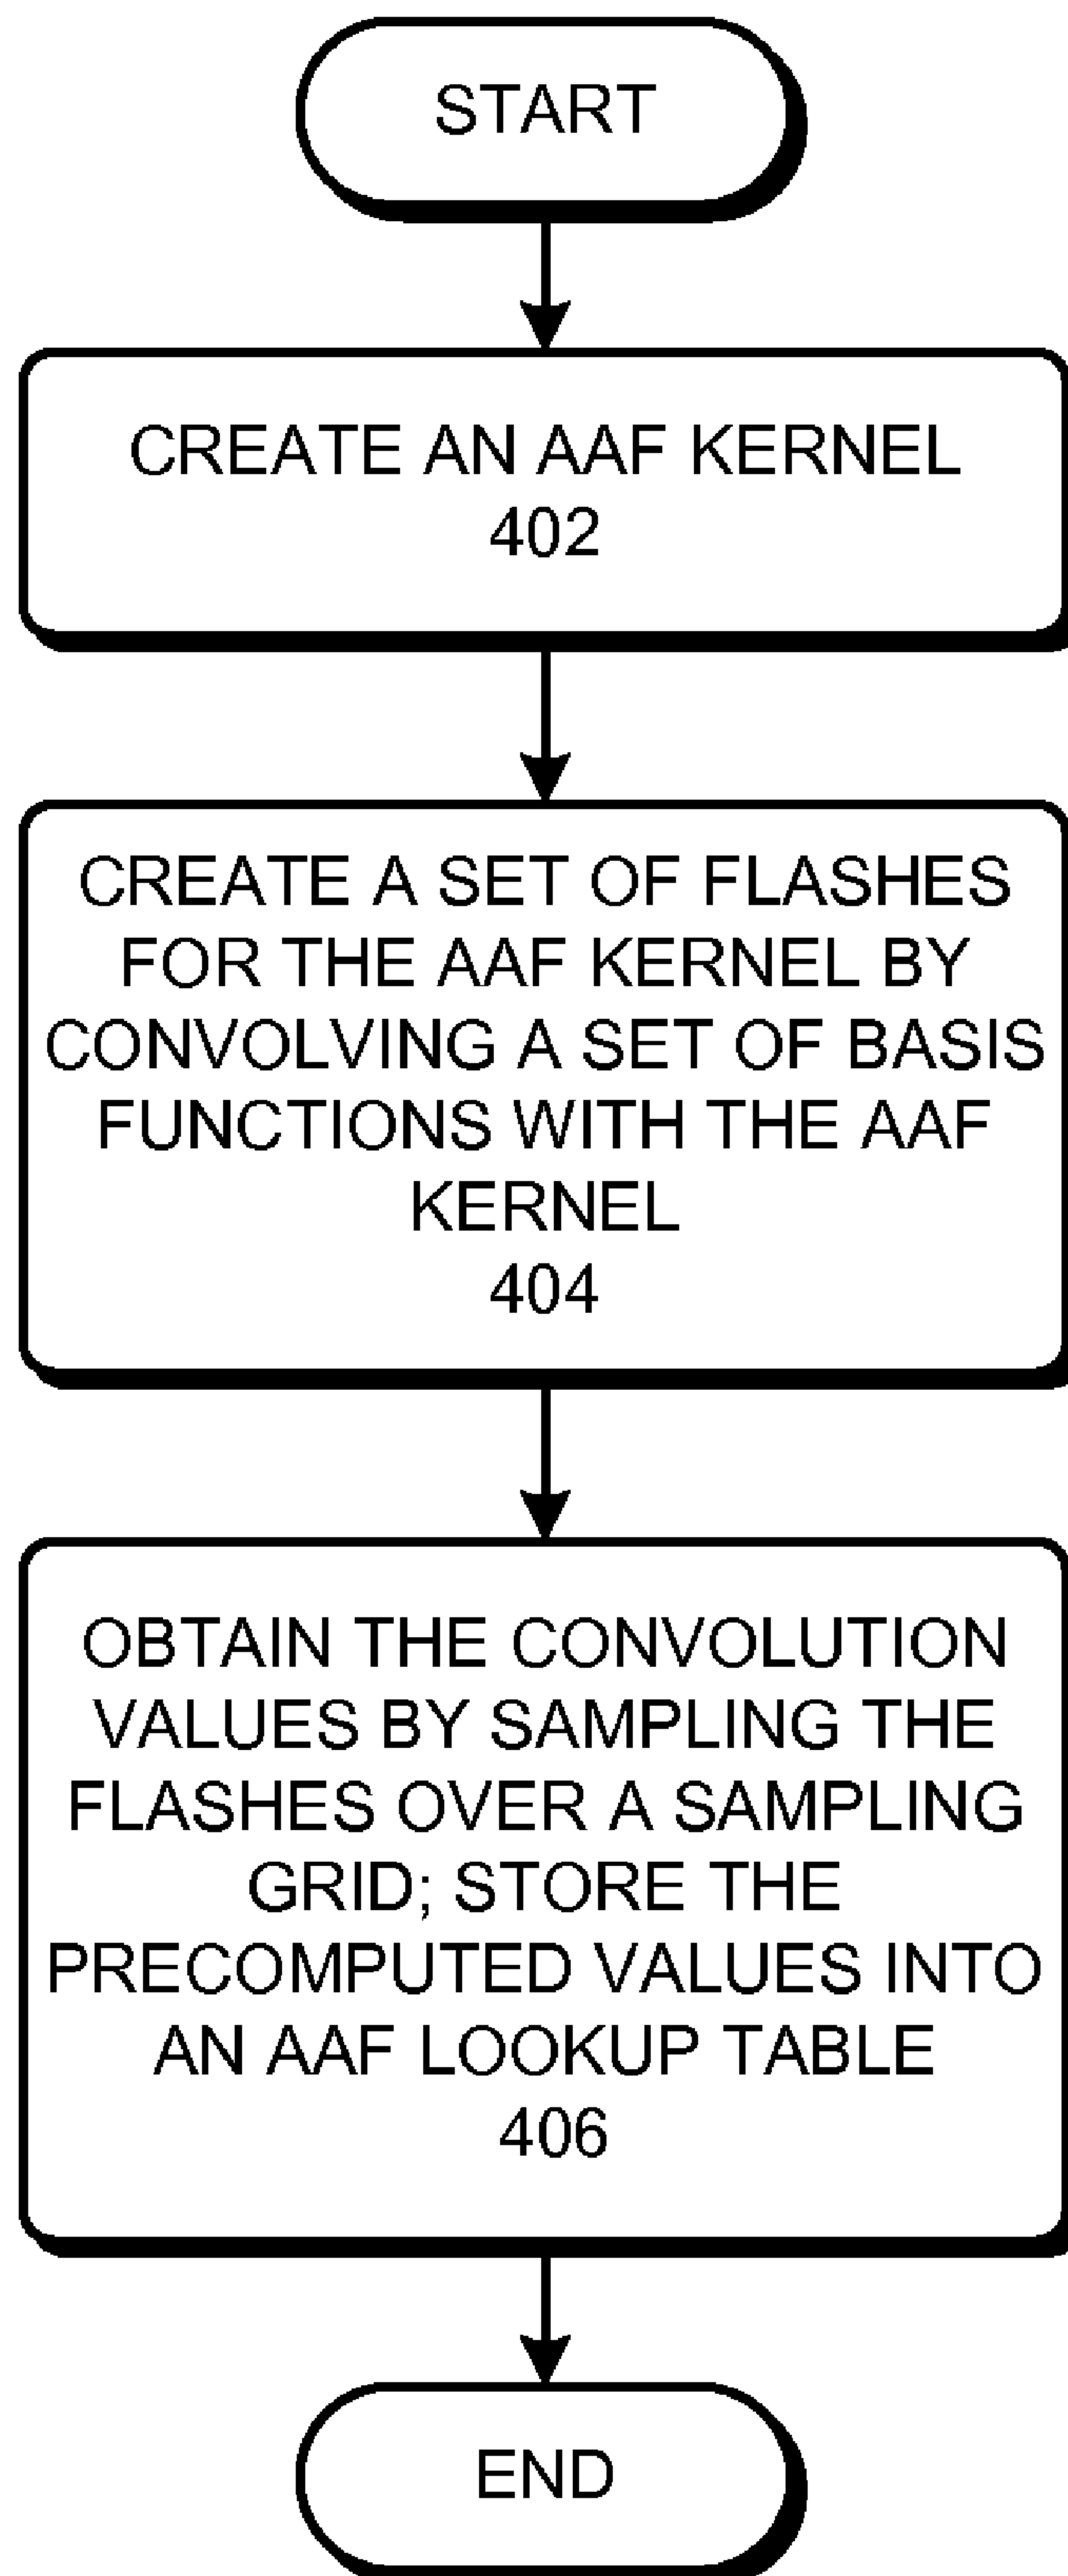 START
CREATE AN AAF KERNEL
402
CREATE A SET OF FLASHES
FOR THE AAF KERNEL BY
CONVOLVING A SET OF BASIS
FUNCTIONS WITH THE AAF
KERNEL
404
OBTAIN THE CONVOLUTION
VALUES BY SAMPLING THE
FLASHES OVER A SAMPLING
GRID; STORE THE
PRECOMPUTED VALUES INTO
AN AAF LOOKUP TABLE
406
END